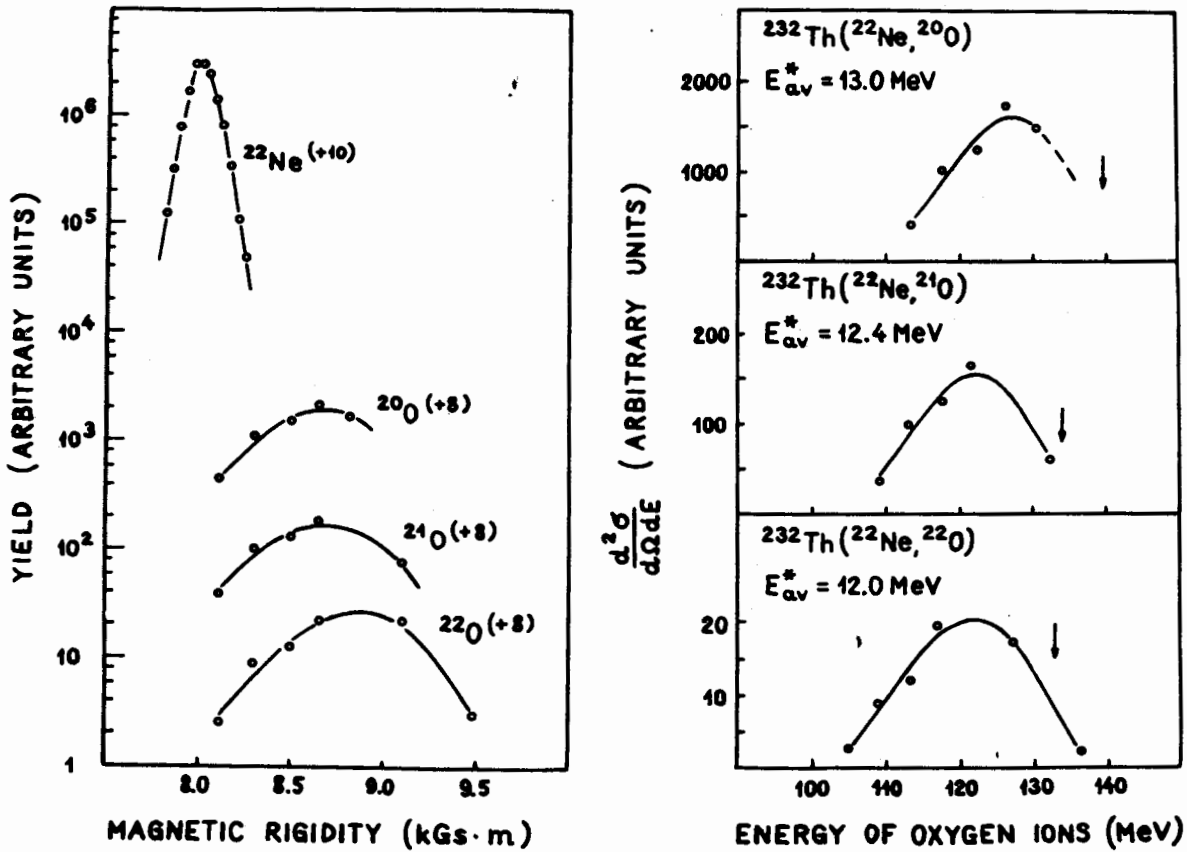 YIELD (ARBITRARY UNITS)
10⁶
10⁵
10⁴
10³
10²
10
1
²²Ne(+10)
²⁰O(+8)
²¹O(+8)
²²O(+8)
8.0 8.5 9.0 9.5
MAGNETIC RIGIDITY (kGs·m)
d²σ/dΩdE (ARBITRARY UNITS)
²³²Th(²²Ne,²⁰O)
E*av = 13.0 MeV
2000
1000
²³²Th(²²Ne,²¹O)
E*av = 12.4 MeV
200
100
²³²Th(²²Ne,²²O)
E*av = 12.0 MeV
20
10
100 110 120 130 140
ENERGY OF OXYGEN IONS (MeV)